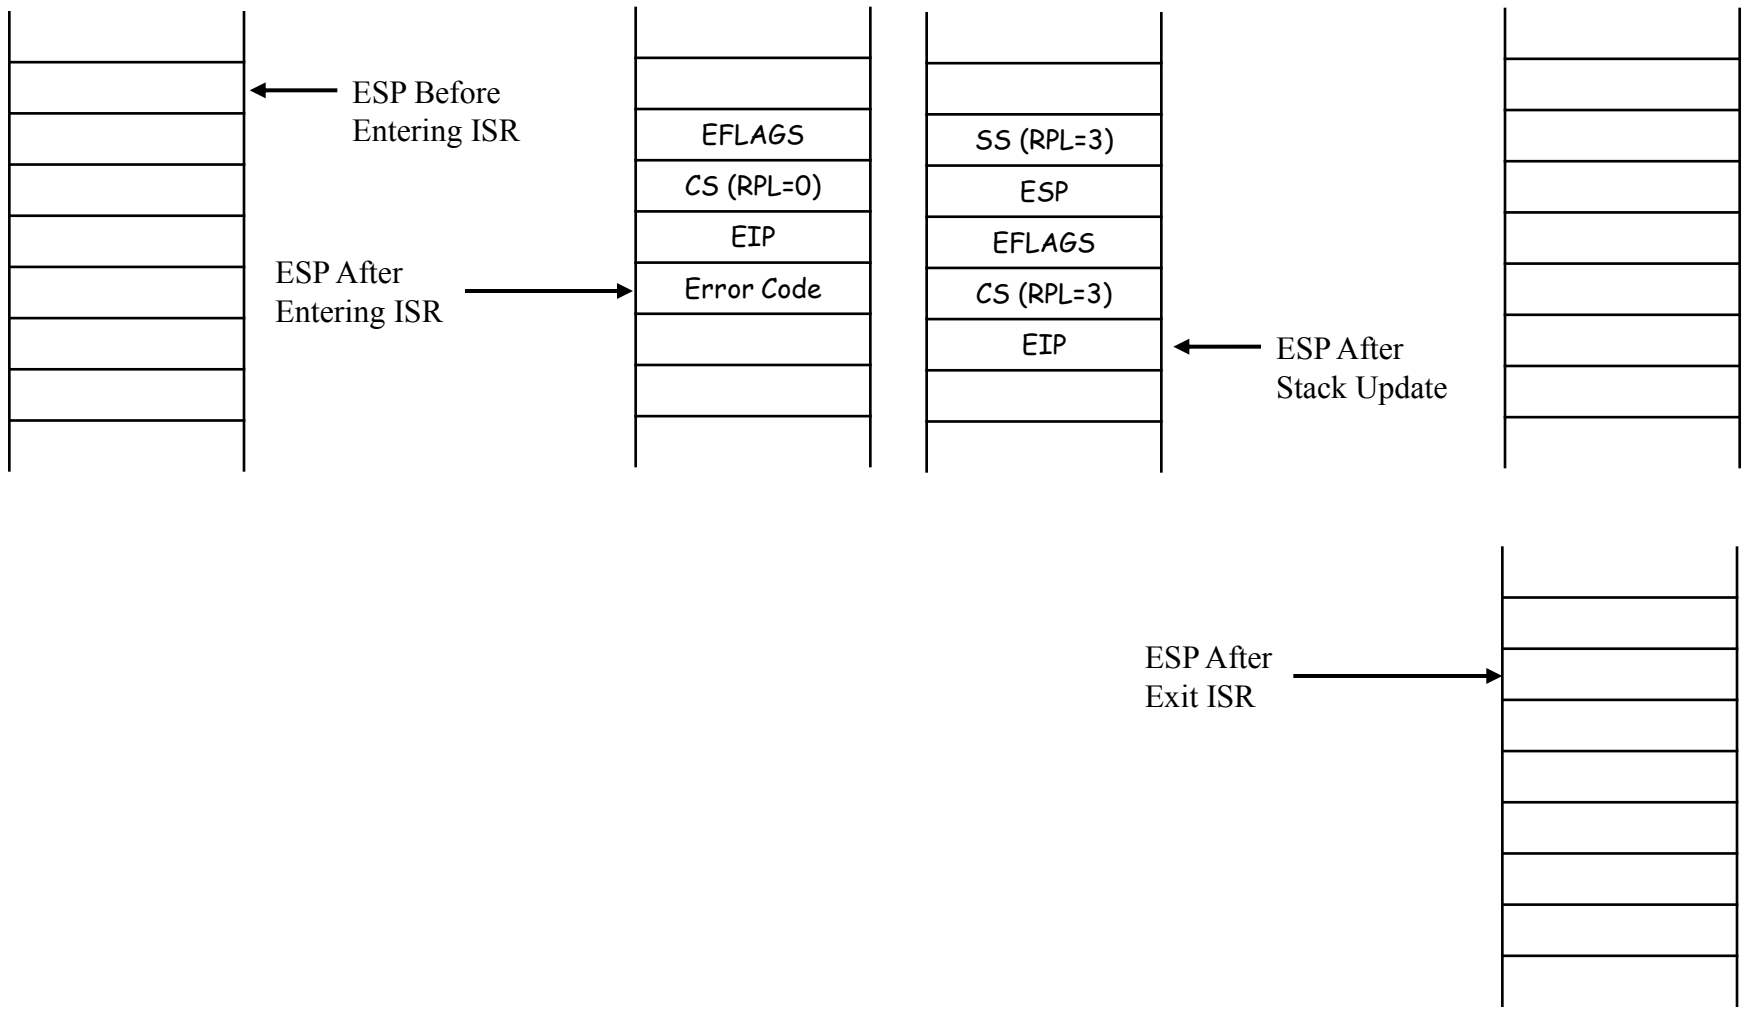 ESP Before
Entering ISR
EFLAGS
CS (RPL=0)
EIP
Error Code
ESP After
Entering ISR
SS (RPL=3)
ESP
EFLAGS
CS (RPL=3)
EIP
ESP After
Stack Update
ESP After
Exit ISR